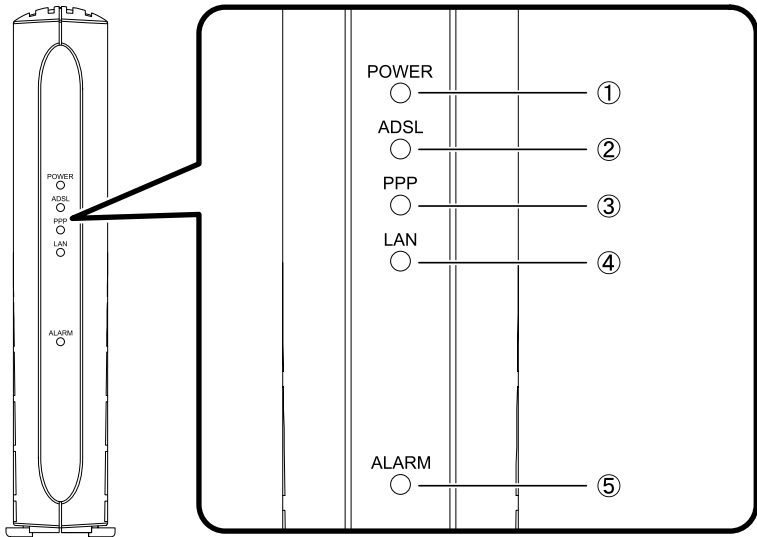 POWER
ADSL
PPP
LAN
ALARM
POWER
①
ADSL
②
PPP
③
LAN
④
ALARM
⑤